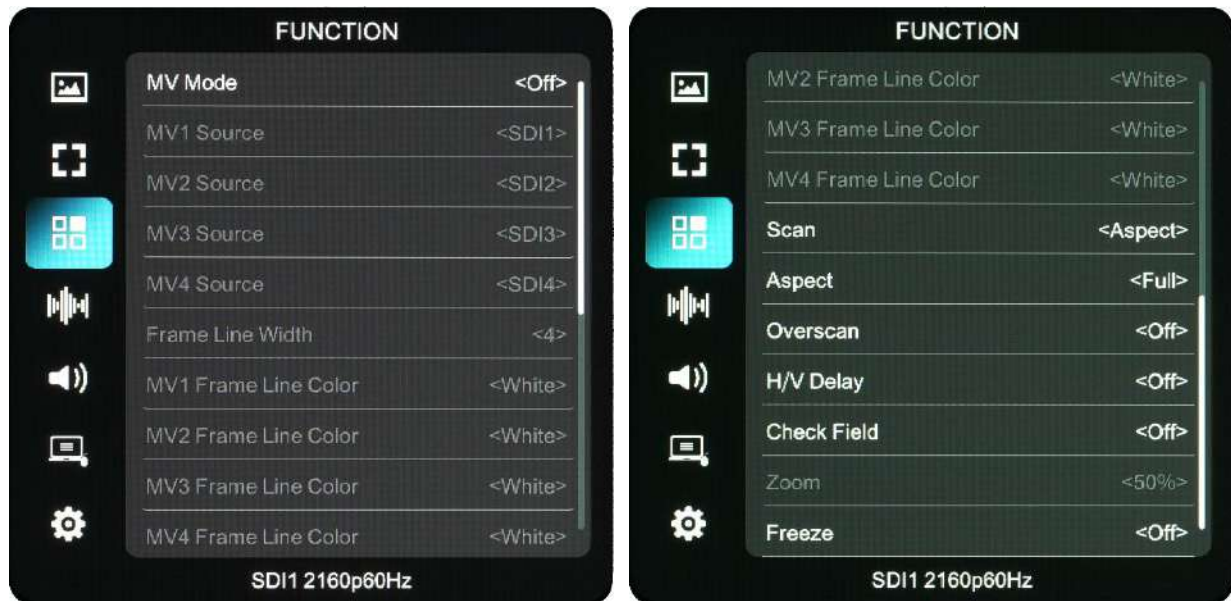 FUNCTION
MV Mode <Off>
MV1 Source <SDI1>
MV2 Source <SDI2>
MV3 Source <SDI3>
MV4 Source <SDI4>
Frame Line Width <4>
MV1 Frame Line Color <White>
MV2 Frame Line Color <White>
MV3 Frame Line Color <White>
MV4 Frame Line Color <White>
SDI1 2160p60Hz
FUNCTION
MV2 Frame Line Color <White>
MV3 Frame Line Color <White>
MV4 Frame Line Color <White>
Scan <Aspect>
Aspect <Full>
Overscan <Off>
H/V Delay <Off>
Check Field <Off>
Zoom <50%>
Freeze <Off>
SDI1 2160p60Hz